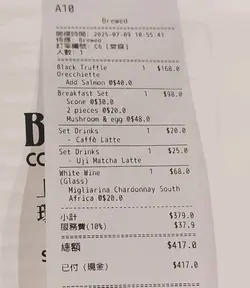 A10
Brewed
開檯時間: 2025-07-09 10:55:41
檯應: Brewed
訂單編號: C6 (堂食)
人數: 1
Black Truffle 1 $168.0
Orecchiette
Add Salmon @$40.0
Breakfast Set 1 $98.0
Scone @$30.0
2 pieces @$20.0
Mushroom & egg @$48.0
Set Drinks 1 $20.0
- Caffè Latte
Set Drinks 1 $25.0
- Uji Matcha Latte
White Wine 1 $68.0
(Glass)
Migliarina Chardonnay South
Africa @$20.0
小計 $379.0
服務費(10%) $37.9
總額 $417.0
已付 (現金) $417.0
B
CO
上
環
S